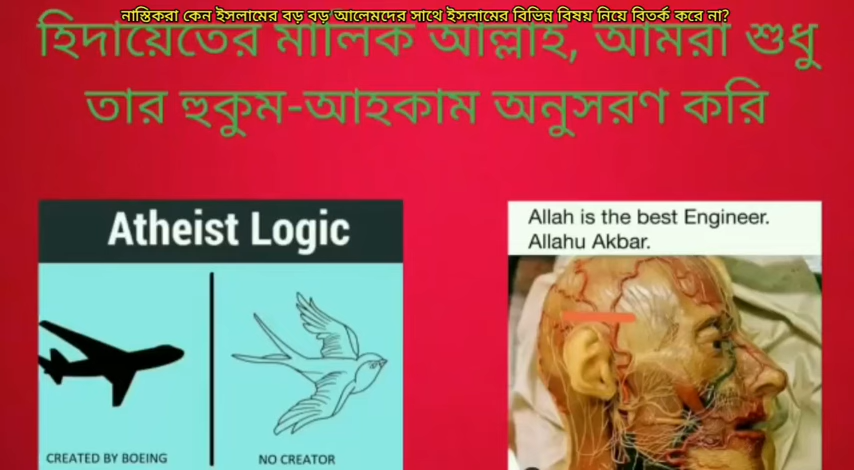 নাস্তিকরা কেন ইসলামের বড় বড় আলেমদের সাথে ইসলামের বিভিন্ন বিষয় নিয়ে বিতর্ক করে না?
হিদায়েতের মালিক আল্লাহ, আমরা শুধু
তার হুকুম-আহকাম অনুসরণ করি
Atheist Logic
CREATED BY BOEING
NO CREATOR
Allah is the best Engineer.
Allahu Akbar.